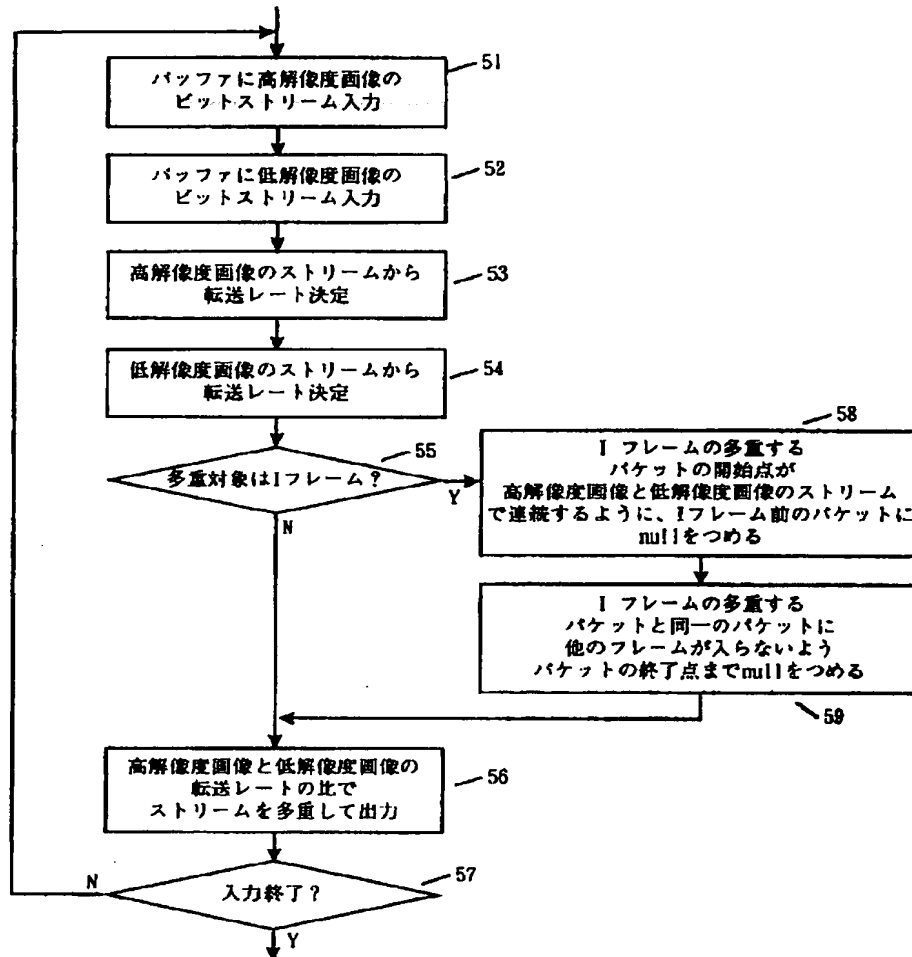 バッファに高解像度画像の
ビットストリーム入力
51
バッファに低解像度画像の
ビットストリーム入力
52
高解像度画像のストリームから
転送レート決定
53
低解像度画像のストリームから
転送レート決定
54
多重対象はIフレーム?
55
Y
N
58
I フレームの多重する
パケットの開始点が
高解像度画像と低解像度画像のストリーム
で連続するように、Iフレーム前のパケットに
nullをつめる
I フレームの多重する
パケットと同一のパケットに
他のフレームが入らないよう
パケットの終了点までnullをつめる
59
高解像度画像と低解像度画像の
転送レートの比で
ストリームを多重して出力
56
入力終了?
57
N
Y